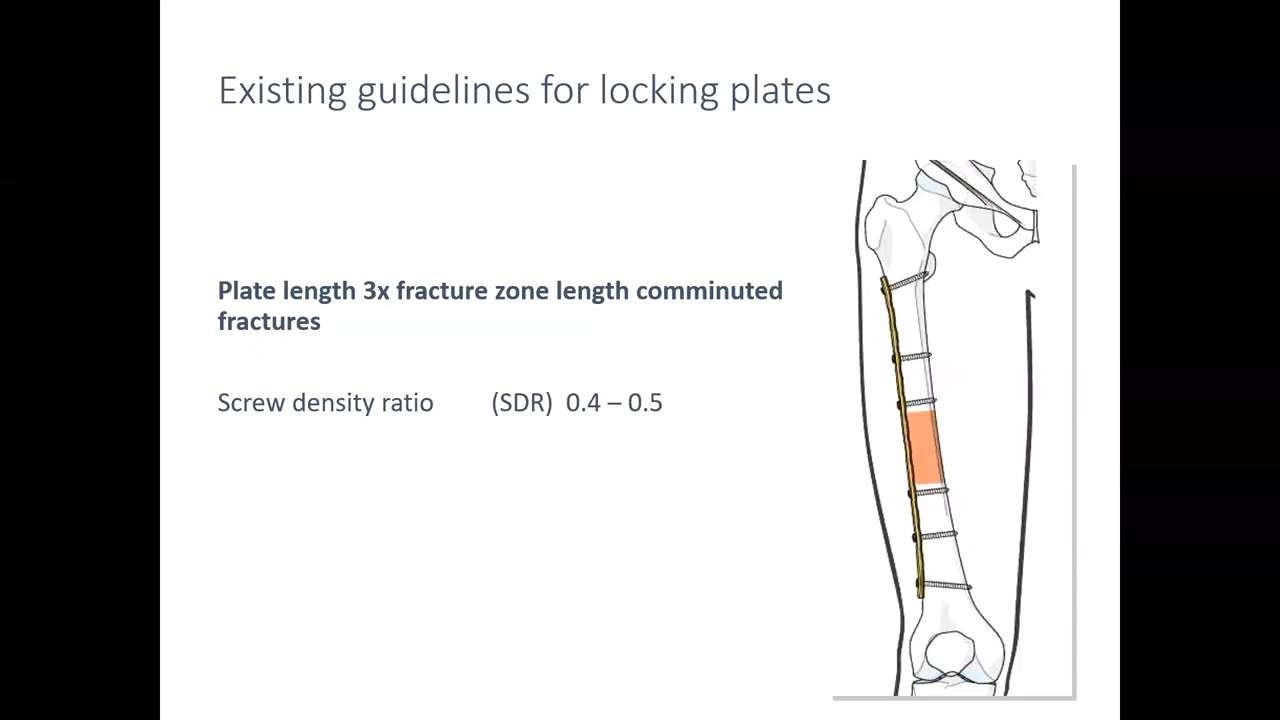 Existing guidelines for locking plates
Plate length 3x fracture zone length comminuted
fractures
Screw density ratio (SDR) 0.4 – 0.5